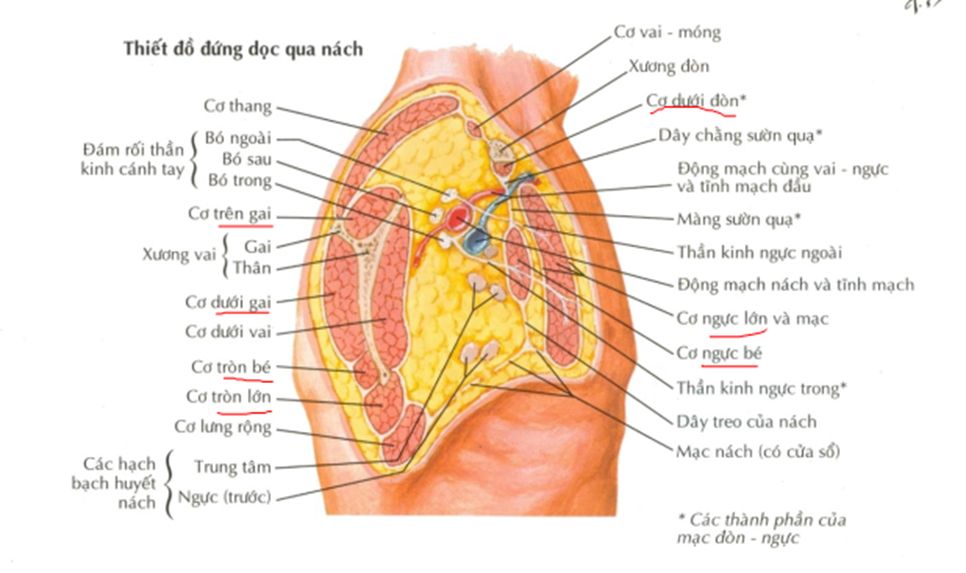 Thiết đồ đứng dọc qua nách
Cơ thang
Đám rối thần
kinh cánh tay
Bó ngoài
Bó sau
Bó trong
Cơ trên gai
Xương vai
Gai
Thân
Cơ dưới gai
Cơ dưới vai
Cơ tròn bé
Cơ tròn lớn
Cơ lưng rộng
Các hạch
bạch huyết
nách
Trung tâm
Ngực (trước)
Cơ vai - móng
Xương đòn
Cơ dưới đòn*
Dây chằng sườn quạ*
Động mạch cùng vai - ngực
và tĩnh mạch đầu
Màng sườn quạ*
Thần kinh ngực ngoài
Động mạch nách và tĩnh mạch
Cơ ngực lớn và mạc
Cơ ngực bé
Thần kinh ngực trong*
Dây treo của nách
Mạc nách (có cửa sổ)
* Các thành phần của
mạc đòn - ngực